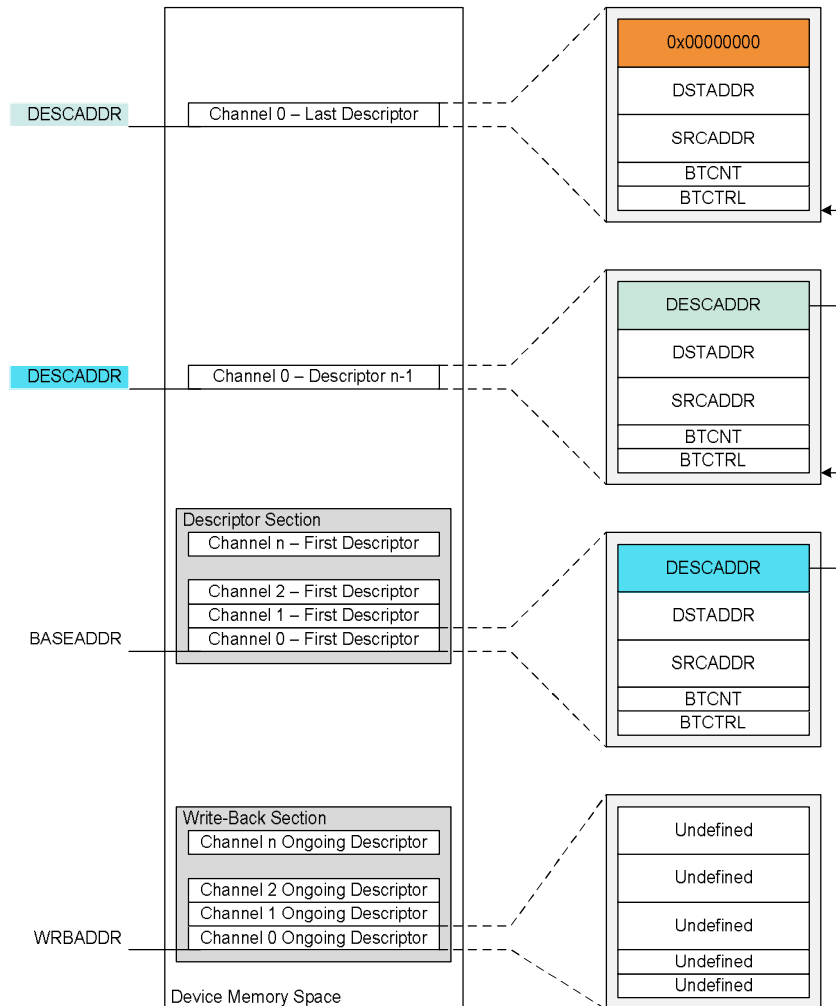 0x00000000
DSTADDR
DESCADDR
Channel 0 – Last Descriptor
SRCADDR
BTCNT
BTCTRL
DESCADDR
DSTADDR
DESCADDR
Channel 0 – Descriptor n-1
SRCADDR
BTCNT
BTCTRL
Descriptor Section
Channel n – First Descriptor
DESCADDR
Channel 2 – First Descriptor
Channel 1 – First Descriptor
DSTADDR
BASEADDR
Channel 0 – First Descriptor
SRCADDR
BTCNT
BTCTRL
Write-Back Section
Channel n Ongoing Descriptor
Undefined
Channel 2 Ongoing Descriptor
Undefined
Channel 1 Ongoing Descriptor
Undefined
WRBADDR
Channel 0 Ongoing Descriptor
Undefined
Undefined
Device Memory Space